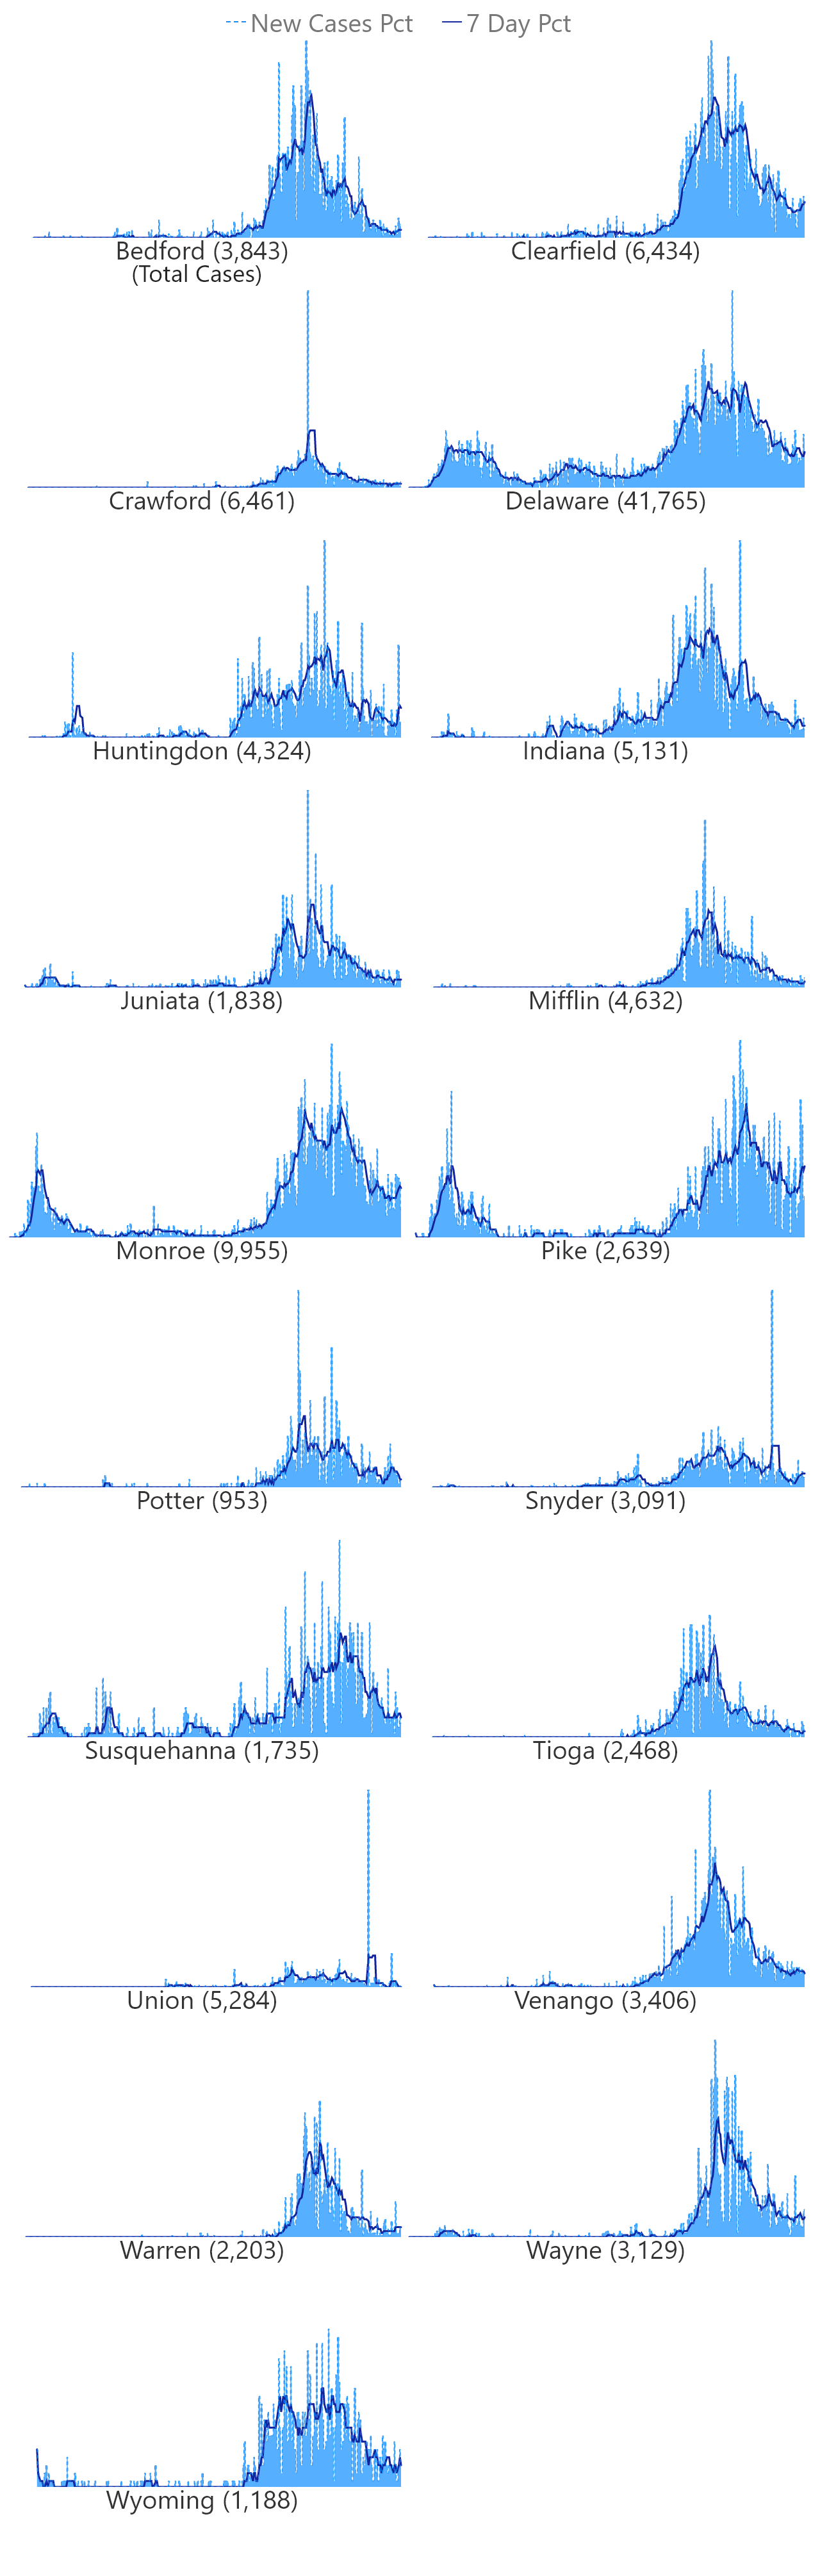 New Cases Pct 7 Day Pct
Bedford (3,843) Clearfield (6,434)
(Total Cases)
Crawford (6,461) Delaware (41,765)
Huntingdon (4,324) Indiana (5,131)
Juniata (1,838) Mifflin (4,632)
Monroe (9,955) Pike (2,639)
Potter (953) Snyder (3,091)
Susquehanna (1,735) Tioga (2,468)
Union (5,284) Venango (3,406)
Warren (2,203) Wayne (3,129)
Wyoming (1,188)